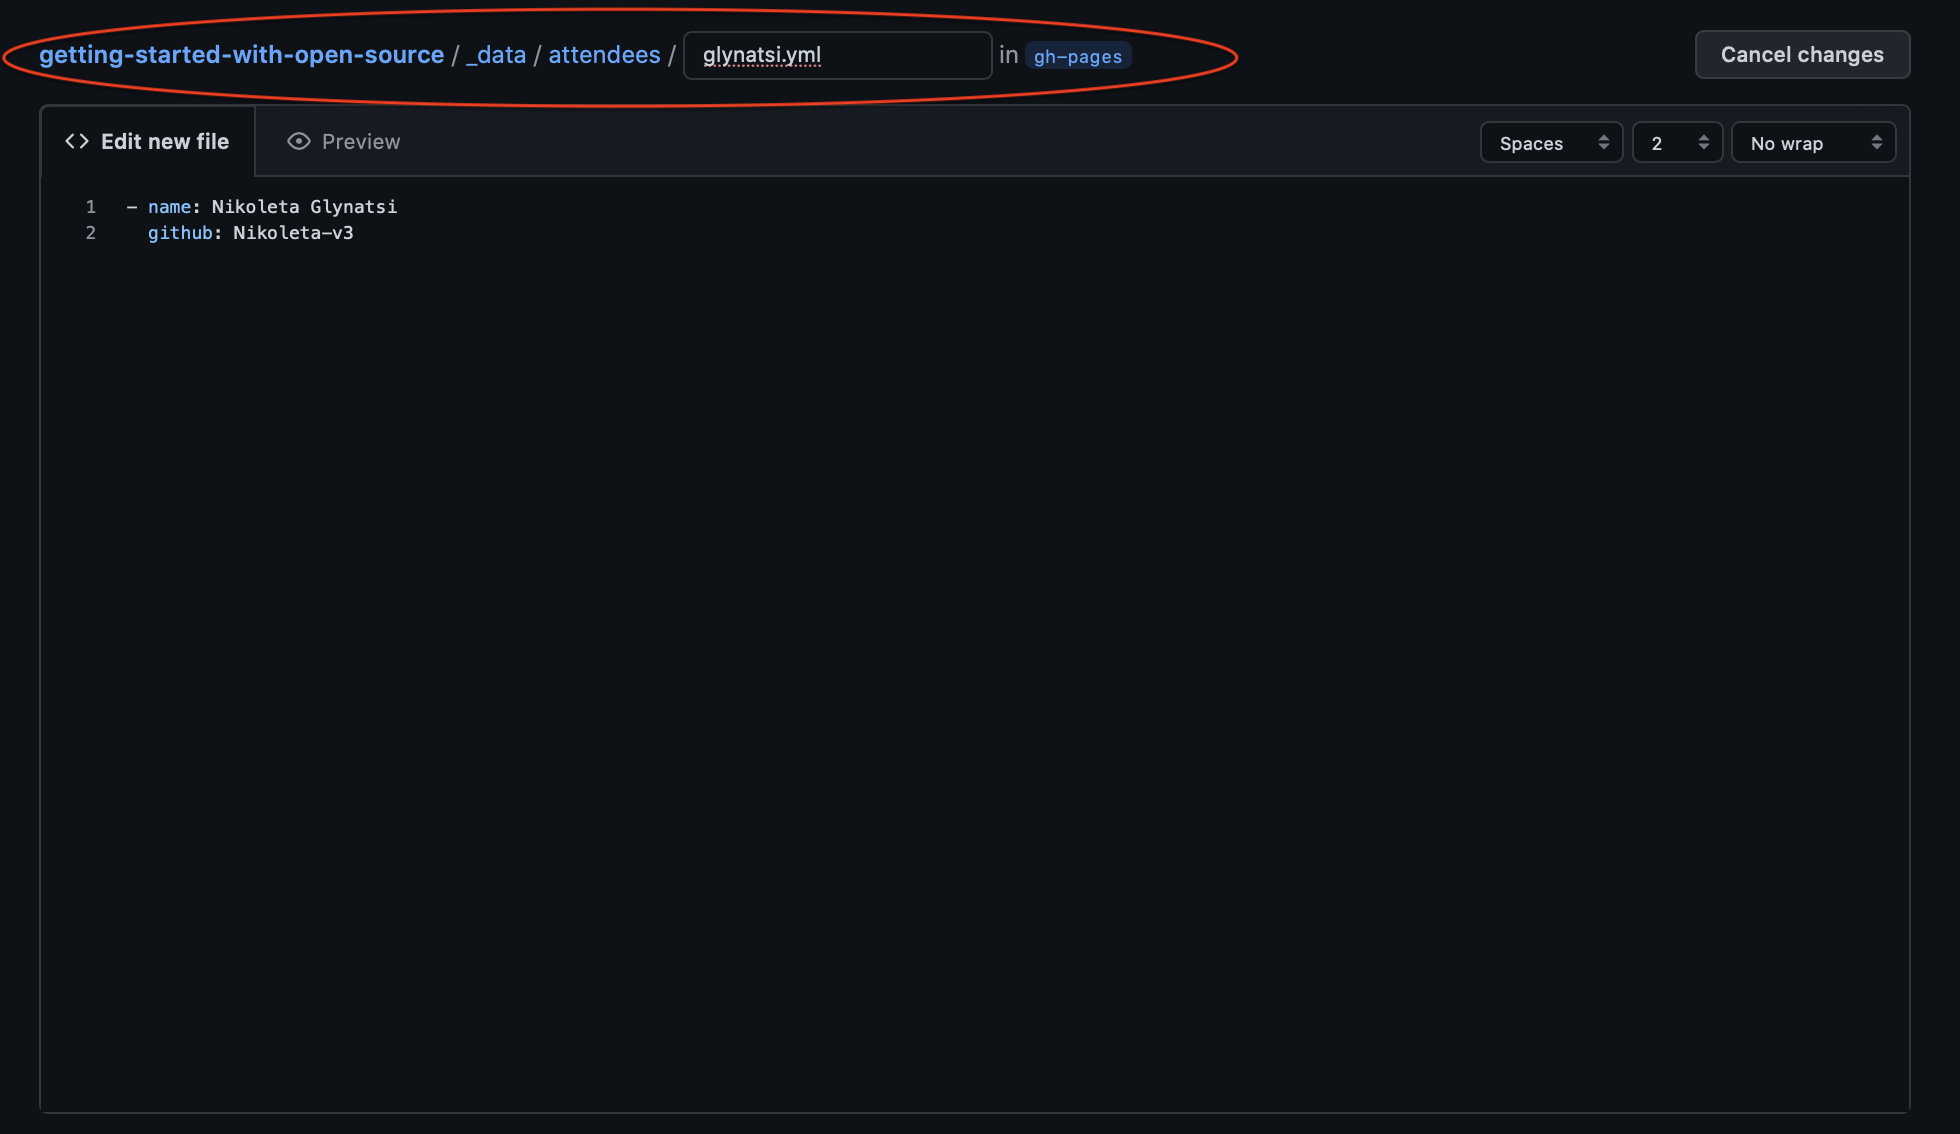 getting-started-with-open-source / _data / attendees / glynatsi.yml in gh-pages Cancel changes
<> Edit new file Preview Spaces 2 No wrap
1 - name: Nikoleta Glynatsi
2 github: Nikoleta-v3